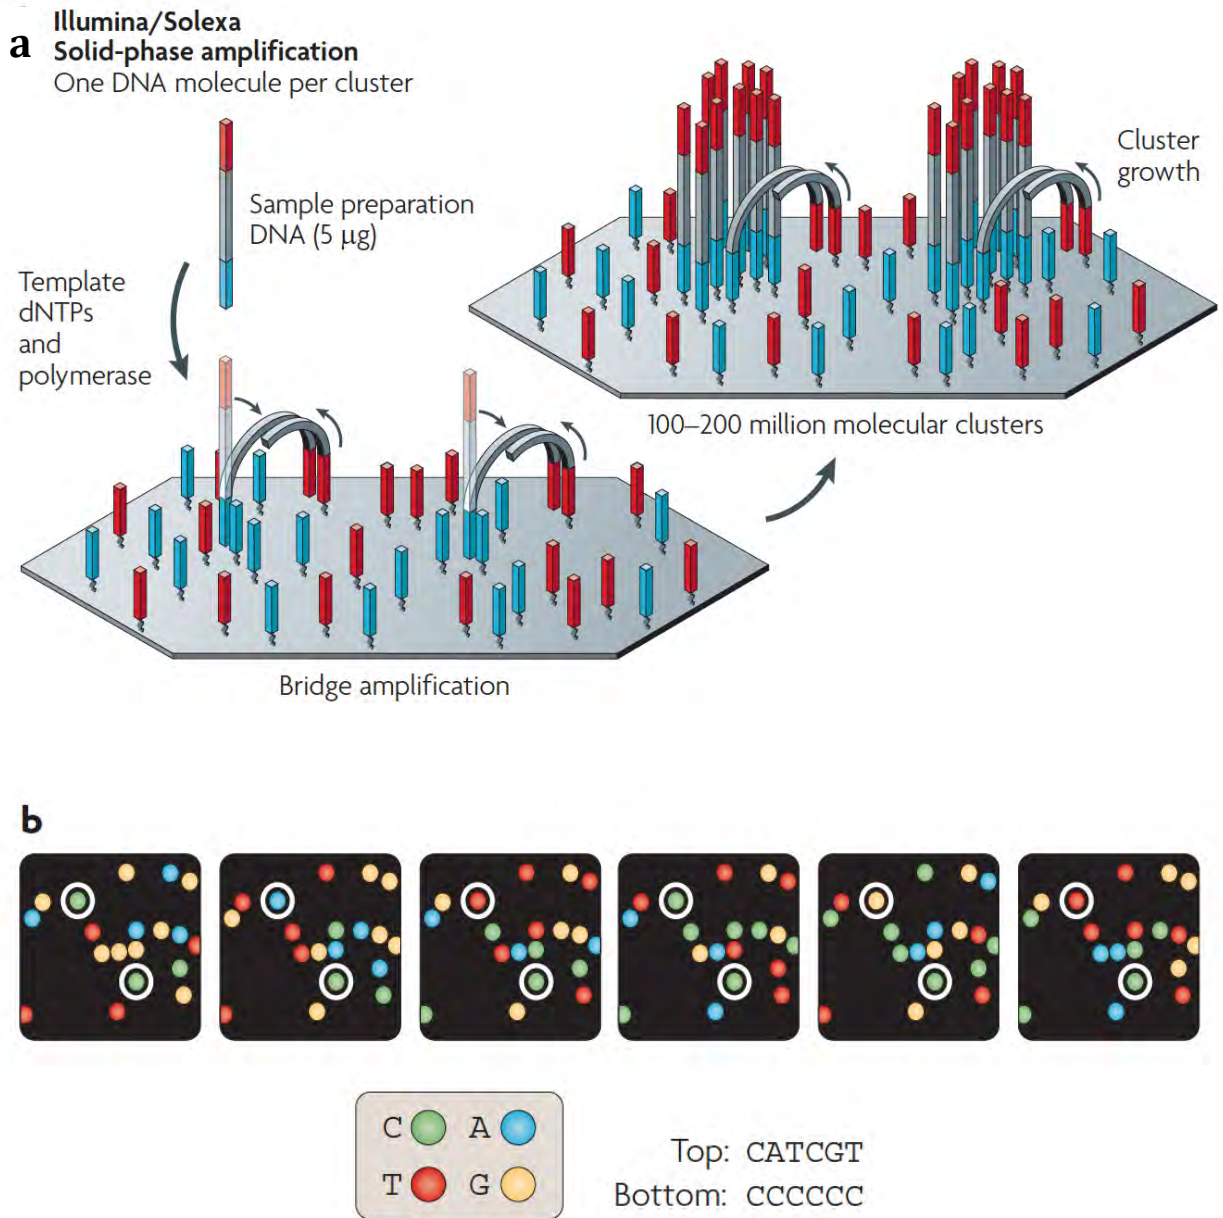 a
Illumina/Solexa
Solid-phase amplification
One DNA molecule per cluster
Sample preparation
DNA (5 μg)
Template
dNTPs
and
polymerase
Cluster
growth
100–200 million molecular clusters
Bridge amplification
b
C A
T G
Top: CATCGT
Bottom: CCCCCC